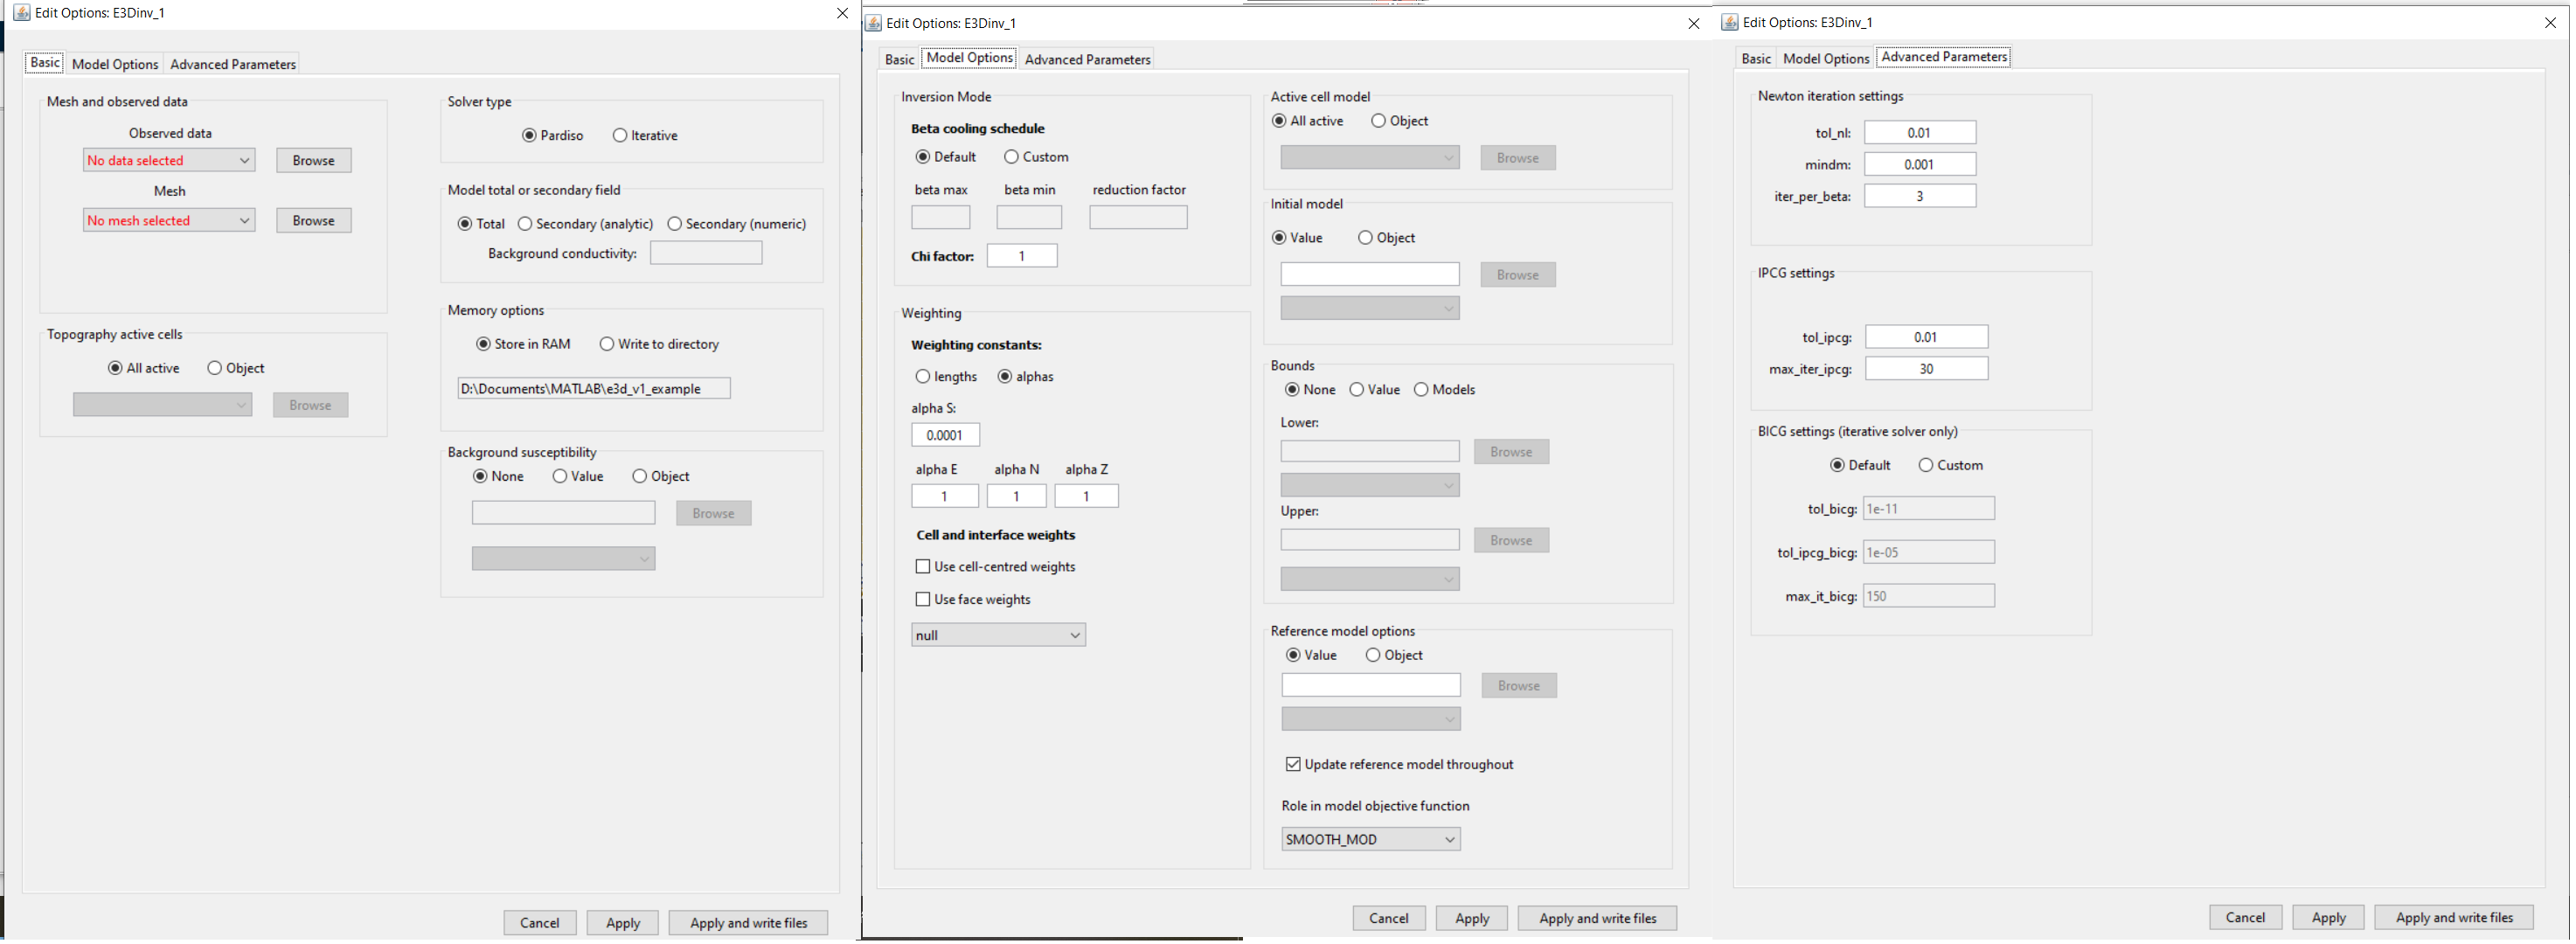 Edit Options: E3Dinv_1
Basic Model Options Advanced Parameters
Mesh and observed data
Observed data
No data selected Browse
Mesh
No mesh selected Browse
Topography active cells
All active Object
Browse
Solver type
Pardiso Iterative
Model total or secondary field
Total Secondary (analytic) Secondary (numeric)
Background conductivity:
Memory options
Store in RAM Write to directory
D:\Documents\MATLAB\e3d_v1_example
Background susceptibility
None Value Object
Browse
Cancel Apply Apply and write files
Edit Options: E3Dinv_1
Basic Model Options Advanced Parameters
Inversion Mode
Beta cooling schedule
Default Custom
beta max beta min reduction factor
Chi factor: 1
Weighting
Weighting constants:
lengths alphas
alpha S:
0.0001
alpha E alpha N alpha Z
1 1 1
Cell and interface weights
Use cell-centred weights
Use face weights
null
Active cell model
All active Object
Browse
Initial model
Value Object
Browse
Bounds
None Value Models
Lower:
Browse
Upper:
Browse
Reference model options
Value Object
Browse
Update reference model throughout
Role in model objective function
SMOOTH_MOD
Cancel Apply Apply and write files
Edit Options: E3Dinv_1
Basic Model Options Advanced Parameters
Newton iteration settings
tol_nl: 0.01
mindm: 0.001
iter_per_beta: 3
IPCG settings
tol_ipcg: 0.01
max_iter_ipcg: 30
BICG settings (iterative solver only)
Default Custom
tol_bicg: 1e-11
tol_ipcg_bicg: 1e-05
max_it_bicg: 150
Cancel Apply Apply and write files